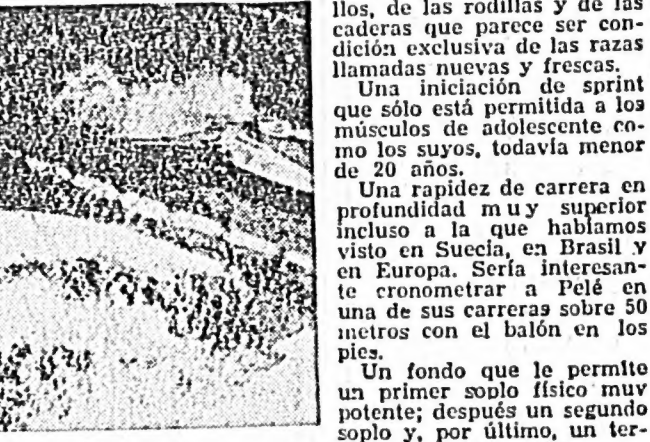 llos, de las rodillas y de las
caderas que parece ser con-
dición exclusiva de las razas
llamadas nuevas y frescas.
Una iniciación de sprint
que sólo está permitida a los
músculos de adolescente co-
mo los suyos, todavía menor
de 20 años.
Una rapidez de carrera en
profundidad muy superior
incluso a la que habíamos
visto en Suecia, en Brasil y
en Europa. Sería interesan-
te cronometrar a Pelé en
una de sus carreras sobre 50
metros con el balón en los
pies.
Un fondo que le permite
un primer soplo físico muy
potente; después un segundo
soplo y, por último, un ter-